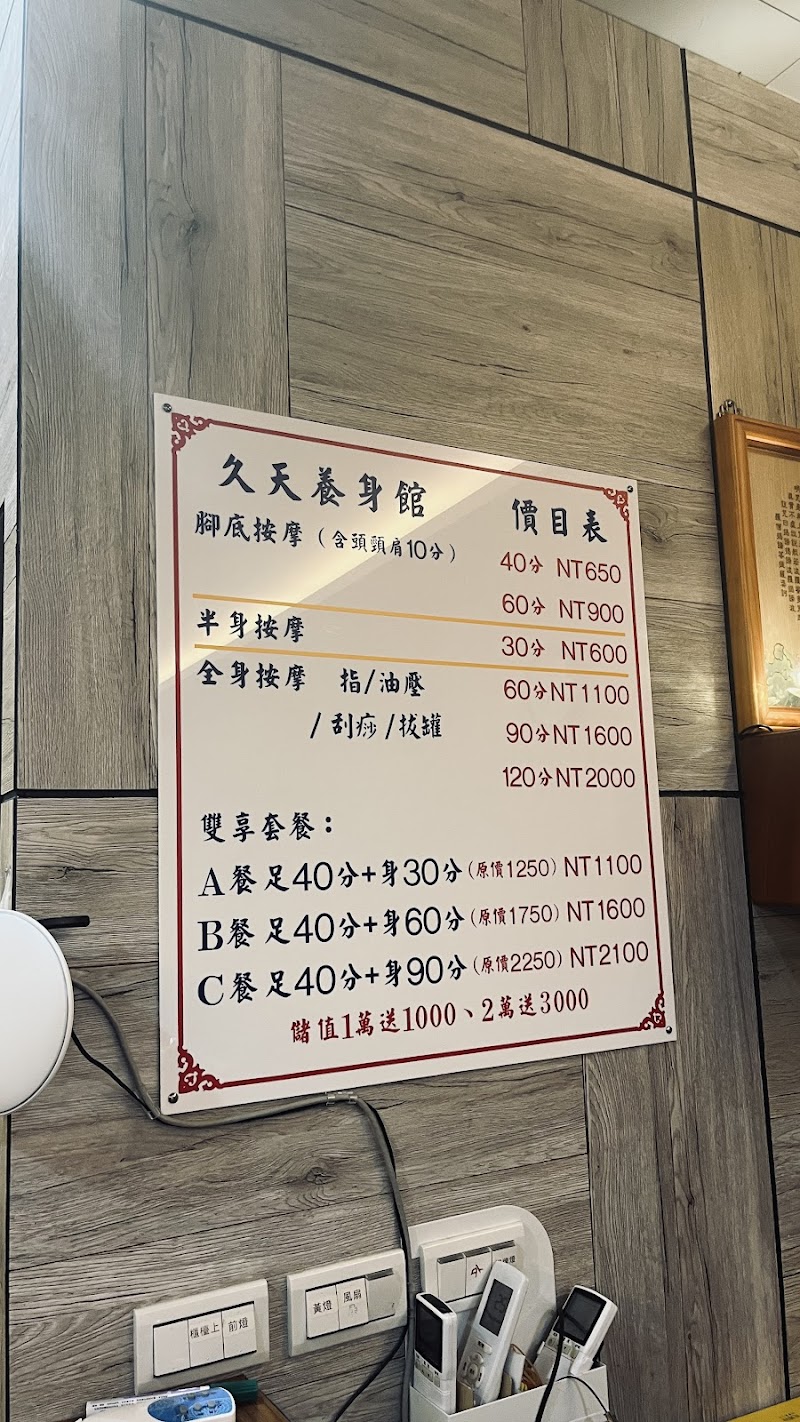 久天養身館 價目表
腳底按摩（含頭頸肩10分）
40分 NT650
60分 NT900
半身按摩 30分 NT600
全身按摩 指/油壓 60分NT1100
/刮痧/拔罐 90分NT1600
120分NT2000
雙享套餐：
A餐 足40分+身30分（原價1250）NT1100
B餐 足40分+身60分（原價1750）NT1600
C餐 足40分+身90分（原價2250）NT2100
儲值1萬送1000、2萬送3000
櫃檯上 前燈
黃燈 風扇